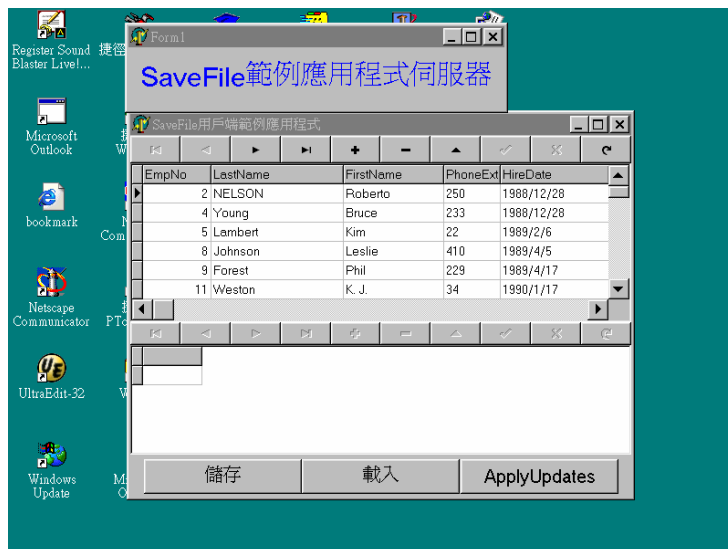 Form1
SaveFile範例應用程式伺服器
SaveFile用戶端範例應用程式
EmpNo LastName FirstName PhoneExt HireDate
2 NELSON Roberto 250 1988/12/28
4 Young Bruce 233 1988/12/28
5 Lambert Kim 22 1989/2/6
8 Johnson Leslie 410 1989/4/5
9 Forest Phil 229 1989/4/17
11 Weston K. J. 34 1990/1/17
儲存 載入 ApplyUpdates
Register Sound
Blaster Live!...
捷徑
Microsoft
Outlook
bookmark
Com
Netscape
Communicator
PTo
UltraEdit-32
Windows
Update